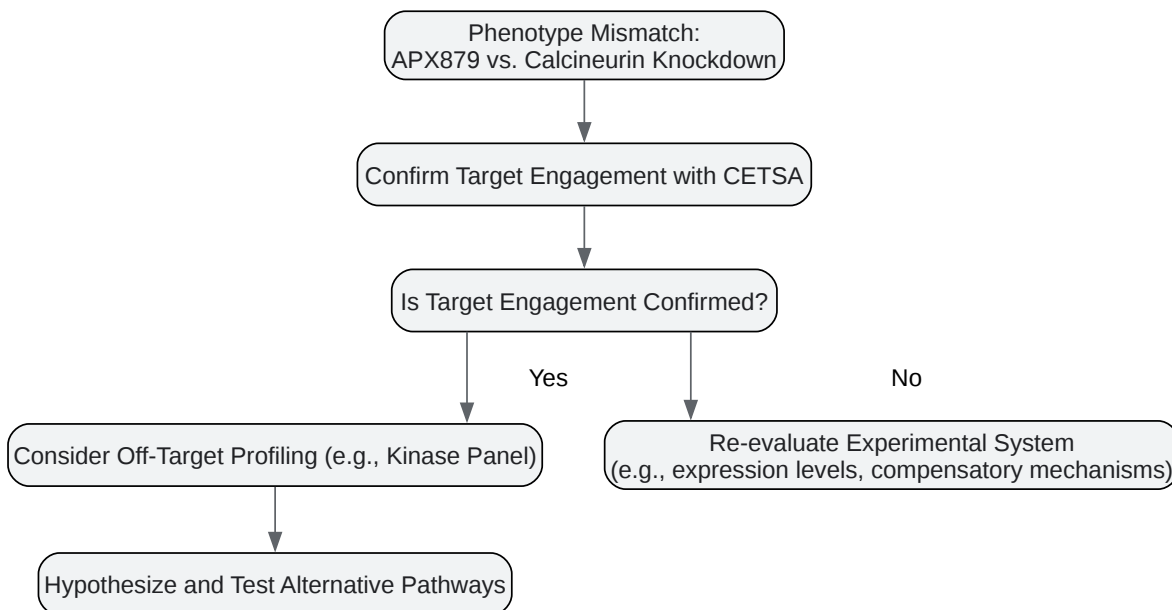 Phenotype Mismatch:
APX879 vs. Calcineurin Knockdown
Confirm Target Engagement with CETSA
Is Target Engagement Confirmed?
Yes
No
Consider Off-Target Profiling (e.g., Kinase Panel)
Re-evaluate Experimental System
(e.g., expression levels, compensatory mechanisms)
Hypothesize and Test Alternative Pathways